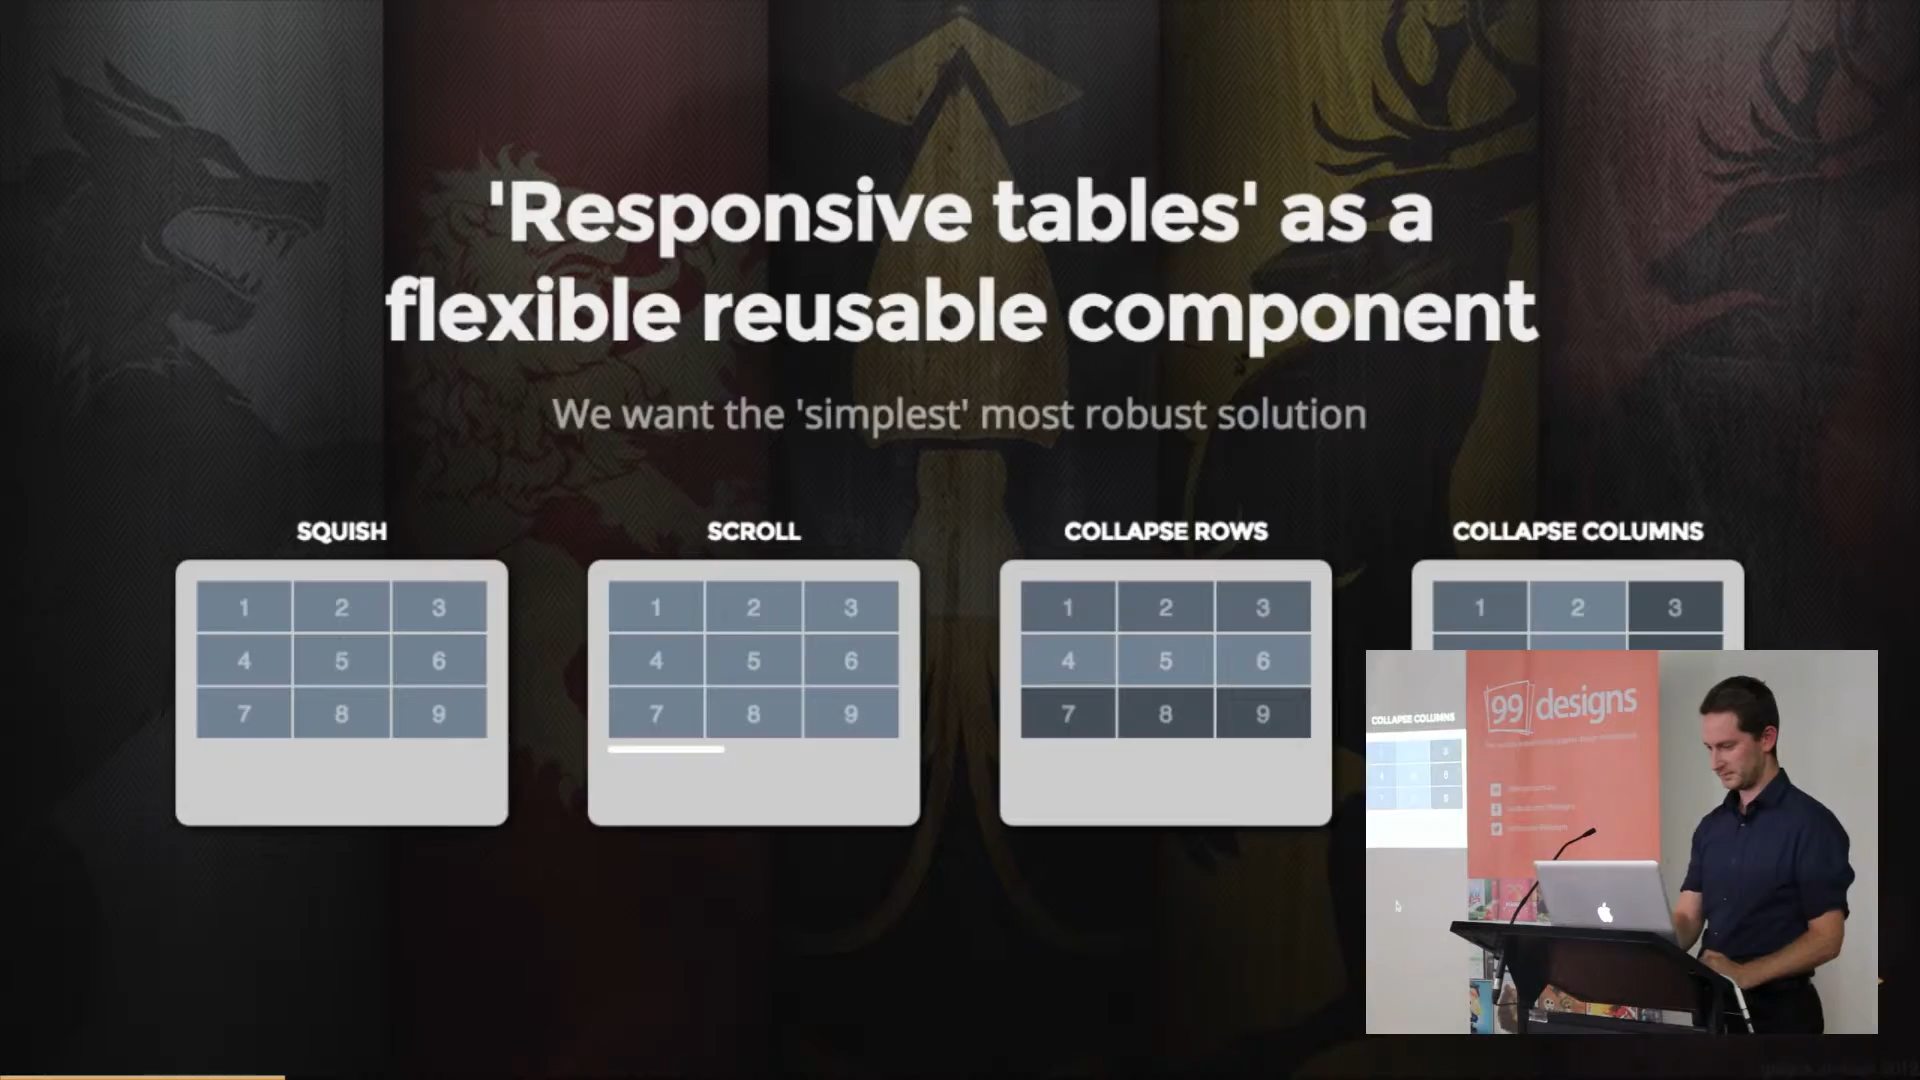 'Responsive tables' as a
flexible reusable component
We want the 'simplest' most robust solution
SQUISH
1 2 3
4 5 6
7 8 9
SCROLL
1 2 3
4 5 6
7 8 9
COLLAPSE ROWS
1 2 3
4 5 6
7 8 9
COLLAPSE COLUMNS
1 2 3
99designs
COLLAPSE COLUMNS